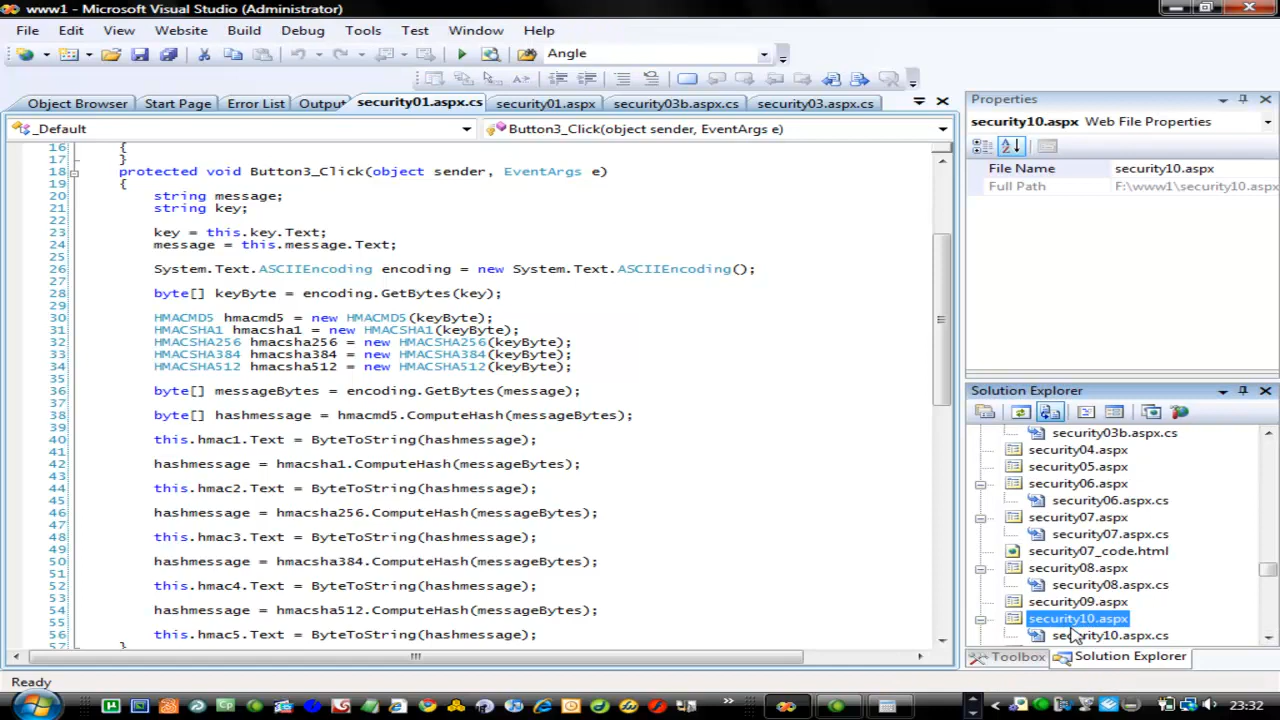 www1 - Microsoft Visual Studio (Administrator)
File Edit View Website Build Debug Tools Test Window Help
Angle
Object Browser Start Page Error List Output security01.aspx.cs security01.aspx security03b.aspx.cs security03.aspx.cs
_Default Button3_Click(object sender, EventArgs e)
16 {
17 }
18 protected void Button3_Click(object sender, EventArgs e)
19 {
20 string message;
21 string key;
22
23 key = this.key.Text;
24 message = this.message.Text;
25
26 System.Text.ASCIIEncoding encoding = new System.Text.ASCIIEncoding();
27
28 byte[] keyByte = encoding.GetBytes(key);
29
30 HMACMD5 hmacmd5 = new HMACMD5(keyByte);
31 HMACSHA1 hmacsha1 = new HMACSHA1(keyByte);
32 HMACSHA256 hmacsha256 = new HMACSHA256(keyByte);
33 HMACSHA384 hmacsha384 = new HMACSHA384(keyByte);
34 HMACSHA512 hmacsha512 = new HMACSHA512(keyByte);
35
36 byte[] messageBytes = encoding.GetBytes(message);
37
38 byte[] hashmessage = hmacmd5.ComputeHash(messageBytes);
39
40 this.hmac1.Text = ByteToString(hashmessage);
41
42 hashmessage = hmacsha1.ComputeHash(messageBytes);
43
44 this.hmac2.Text = ByteToString(hashmessage);
45
46 hashmessage = hmacsha256.ComputeHash(messageBytes);
47
48 this.hmac3.Text = ByteToString(hashmessage);
49
50 hashmessage = hmacsha384.ComputeHash(messageBytes);
51
52 this.hmac4.Text = ByteToString(hashmessage);
53
54 hashmessage = hmacsha512.ComputeHash(messageBytes);
55
56 this.hmac5.Text = ByteToString(hashmessage);
57 }
Properties
security10.aspx Web File Properties
File Name security10.aspx
Full Path F:\www1\security10.aspx
Solution Explorer
security03b.aspx.cs
security04.aspx
security05.aspx
security06.aspx
security06.aspx.cs
security07.aspx
security07.aspx.cs
security07_code.html
security08.aspx
security08.aspx.cs
security09.aspx
security10.aspx
security10.aspx.cs
Toolbox Solution Explorer
Ready
23:32